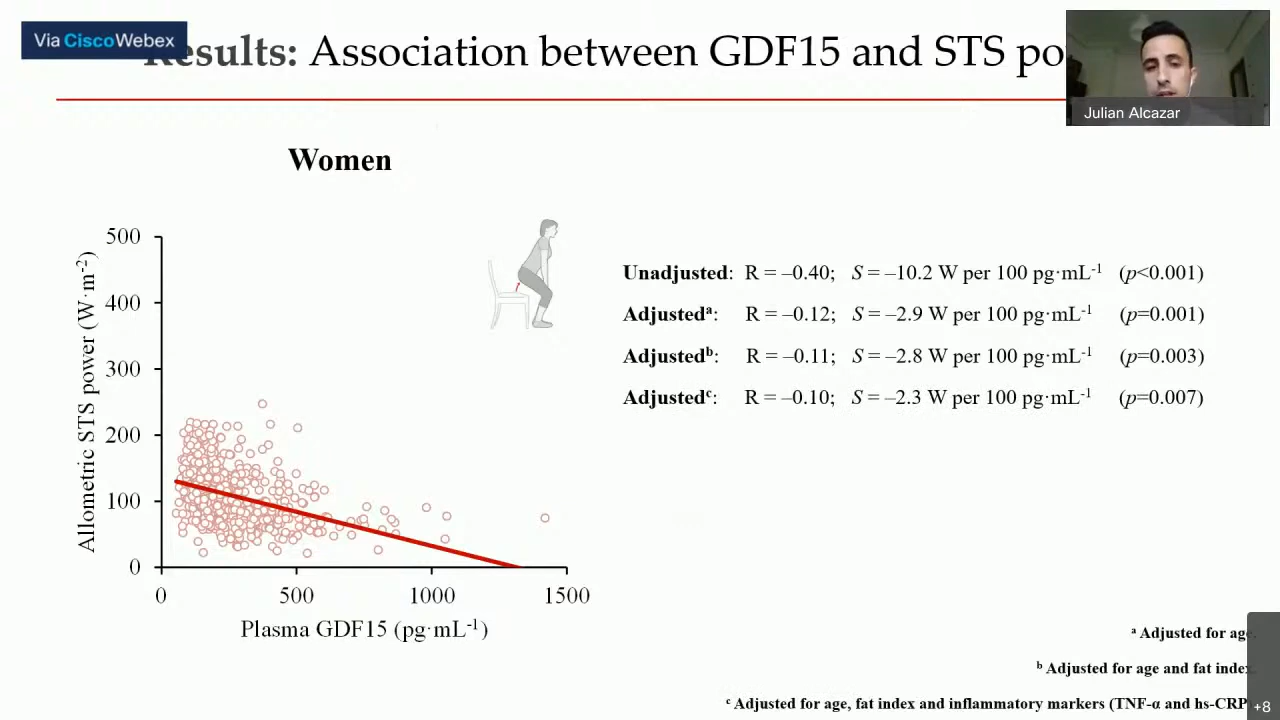 Via Cisco Webex
Results: Association between GDF15 and STS po
Julian Alcazar
Women
500
400
300
200
100
0
Allometric STS power (W·m⁻²)
0 500 1000 1500
Plasma GDF15 (pg·mL⁻¹)
Unadjusted: R = –0.40; S = –10.2 W per 100 pg·mL⁻¹ (p<0.001)
Adjustedᵃ: R = –0.12; S = –2.9 W per 100 pg·mL⁻¹ (p=0.001)
Adjustedᵇ: R = –0.11; S = –2.8 W per 100 pg·mL⁻¹ (p=0.003)
Adjustedᶜ: R = –0.10; S = –2.3 W per 100 pg·mL⁻¹ (p=0.007)
ᵃ Adjusted for age.
ᵇ Adjusted for age and fat index.
ᶜ Adjusted for age, fat index and inflammatory markers (TNF-α and hs-CRP
+8